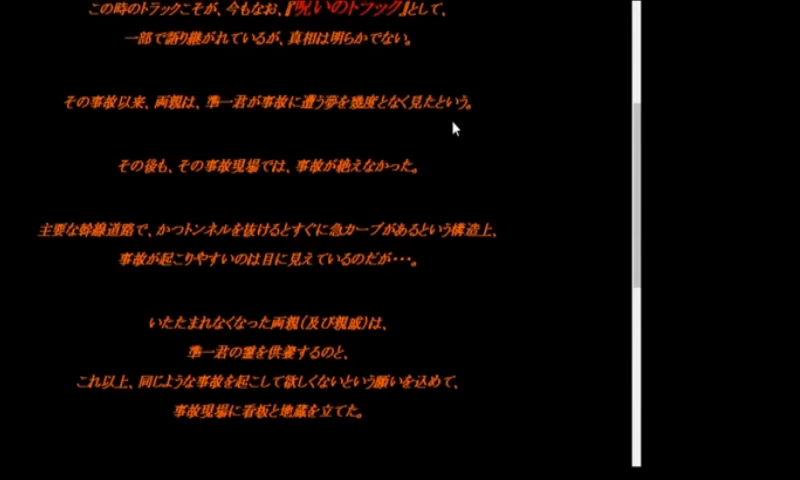 この時のトラックこそが、今もなお、『呪いのトラック』として、
一部で語り継がれているが、真相は明らかでない。
その事故以来、両親は、準一君が事故に遭う夢を幾度となく見たという。
その後も、その事故現場では、事故が絶えなかった。
主要な幹線道路で、かつトンネルを抜けるとすぐに急カーブがあるという構造上、
事故が起こりやすいのは目に見えているのだが・・・。
いたたまれなくなった両親(及び親戚)は、
準一君の霊を供養するのと、
これ以上、同じような事故を起こして欲しくないという願いを込めて、
事故現場に看板と地蔵を立てた。